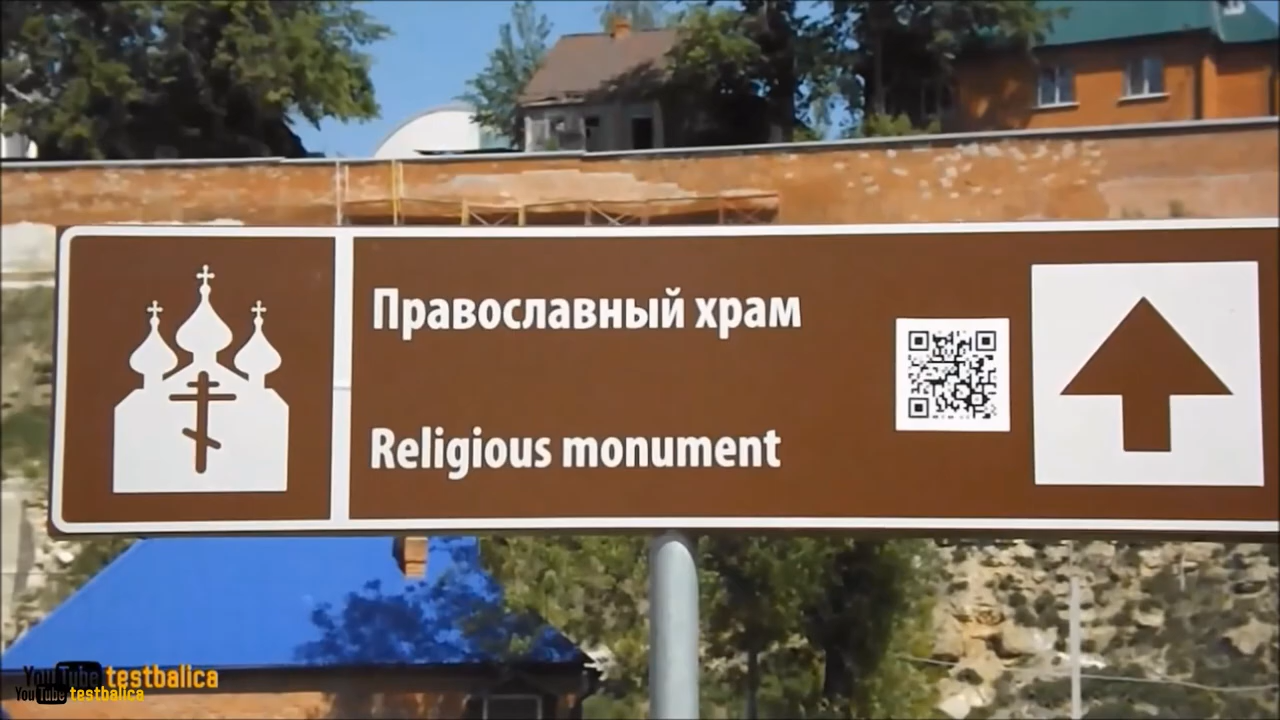 Православный храм
Religious monument
YouTube testbalica
YouTube testbalica